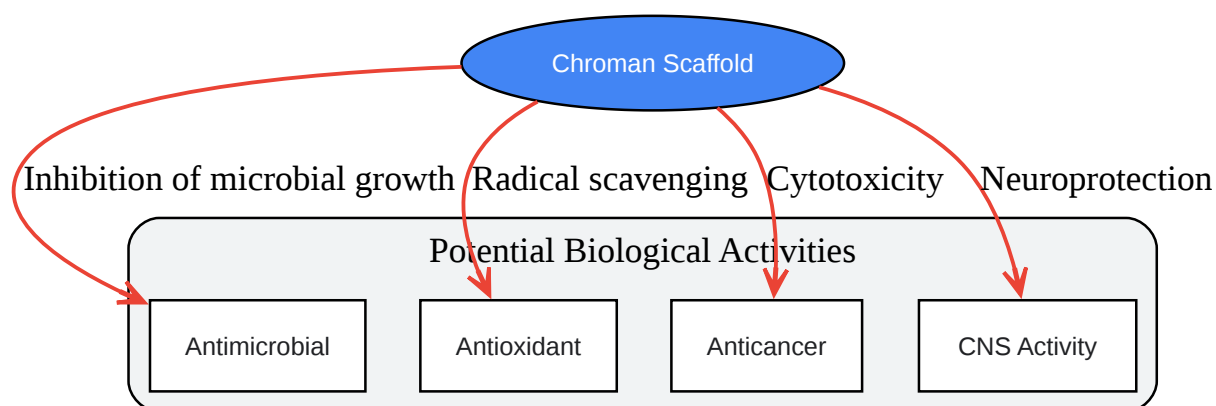 Chroman Scaffold
Inhibition of microbial growth
Radical scavenging
Cytotoxicity
Neuroprotection
Potential Biological Activities
Antimicrobial
Antioxidant
Anticancer
CNS Activity